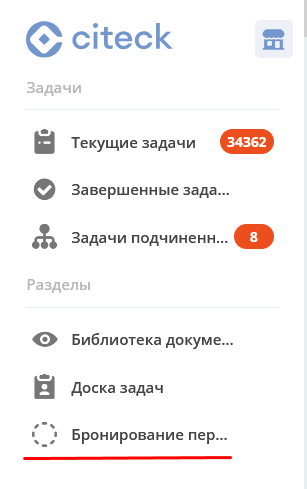 citeck
Задачи
Текущие задачи 34362
Завершенные зада...
Задачи подчиненн... 8
Разделы
Библиотека докуме...
Доска задач
Бронирование пер...